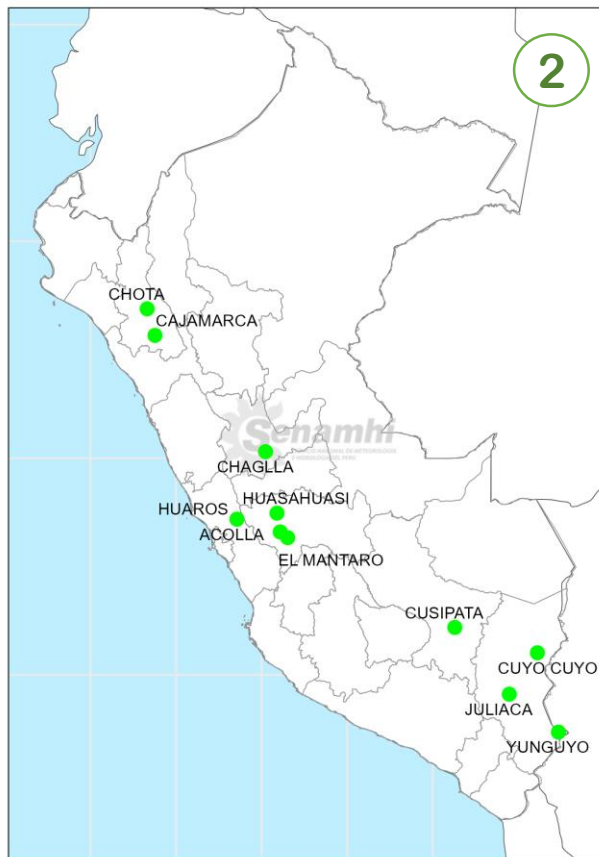 2
CHOTA
CAJAMARCA
Senamhi
CHAGLLA
HUASAHUASI
HUAROS
ACOLLA
EL MANTARO
CUSIPATA
CUYO CUYO
JULIACA
YUNGUYO